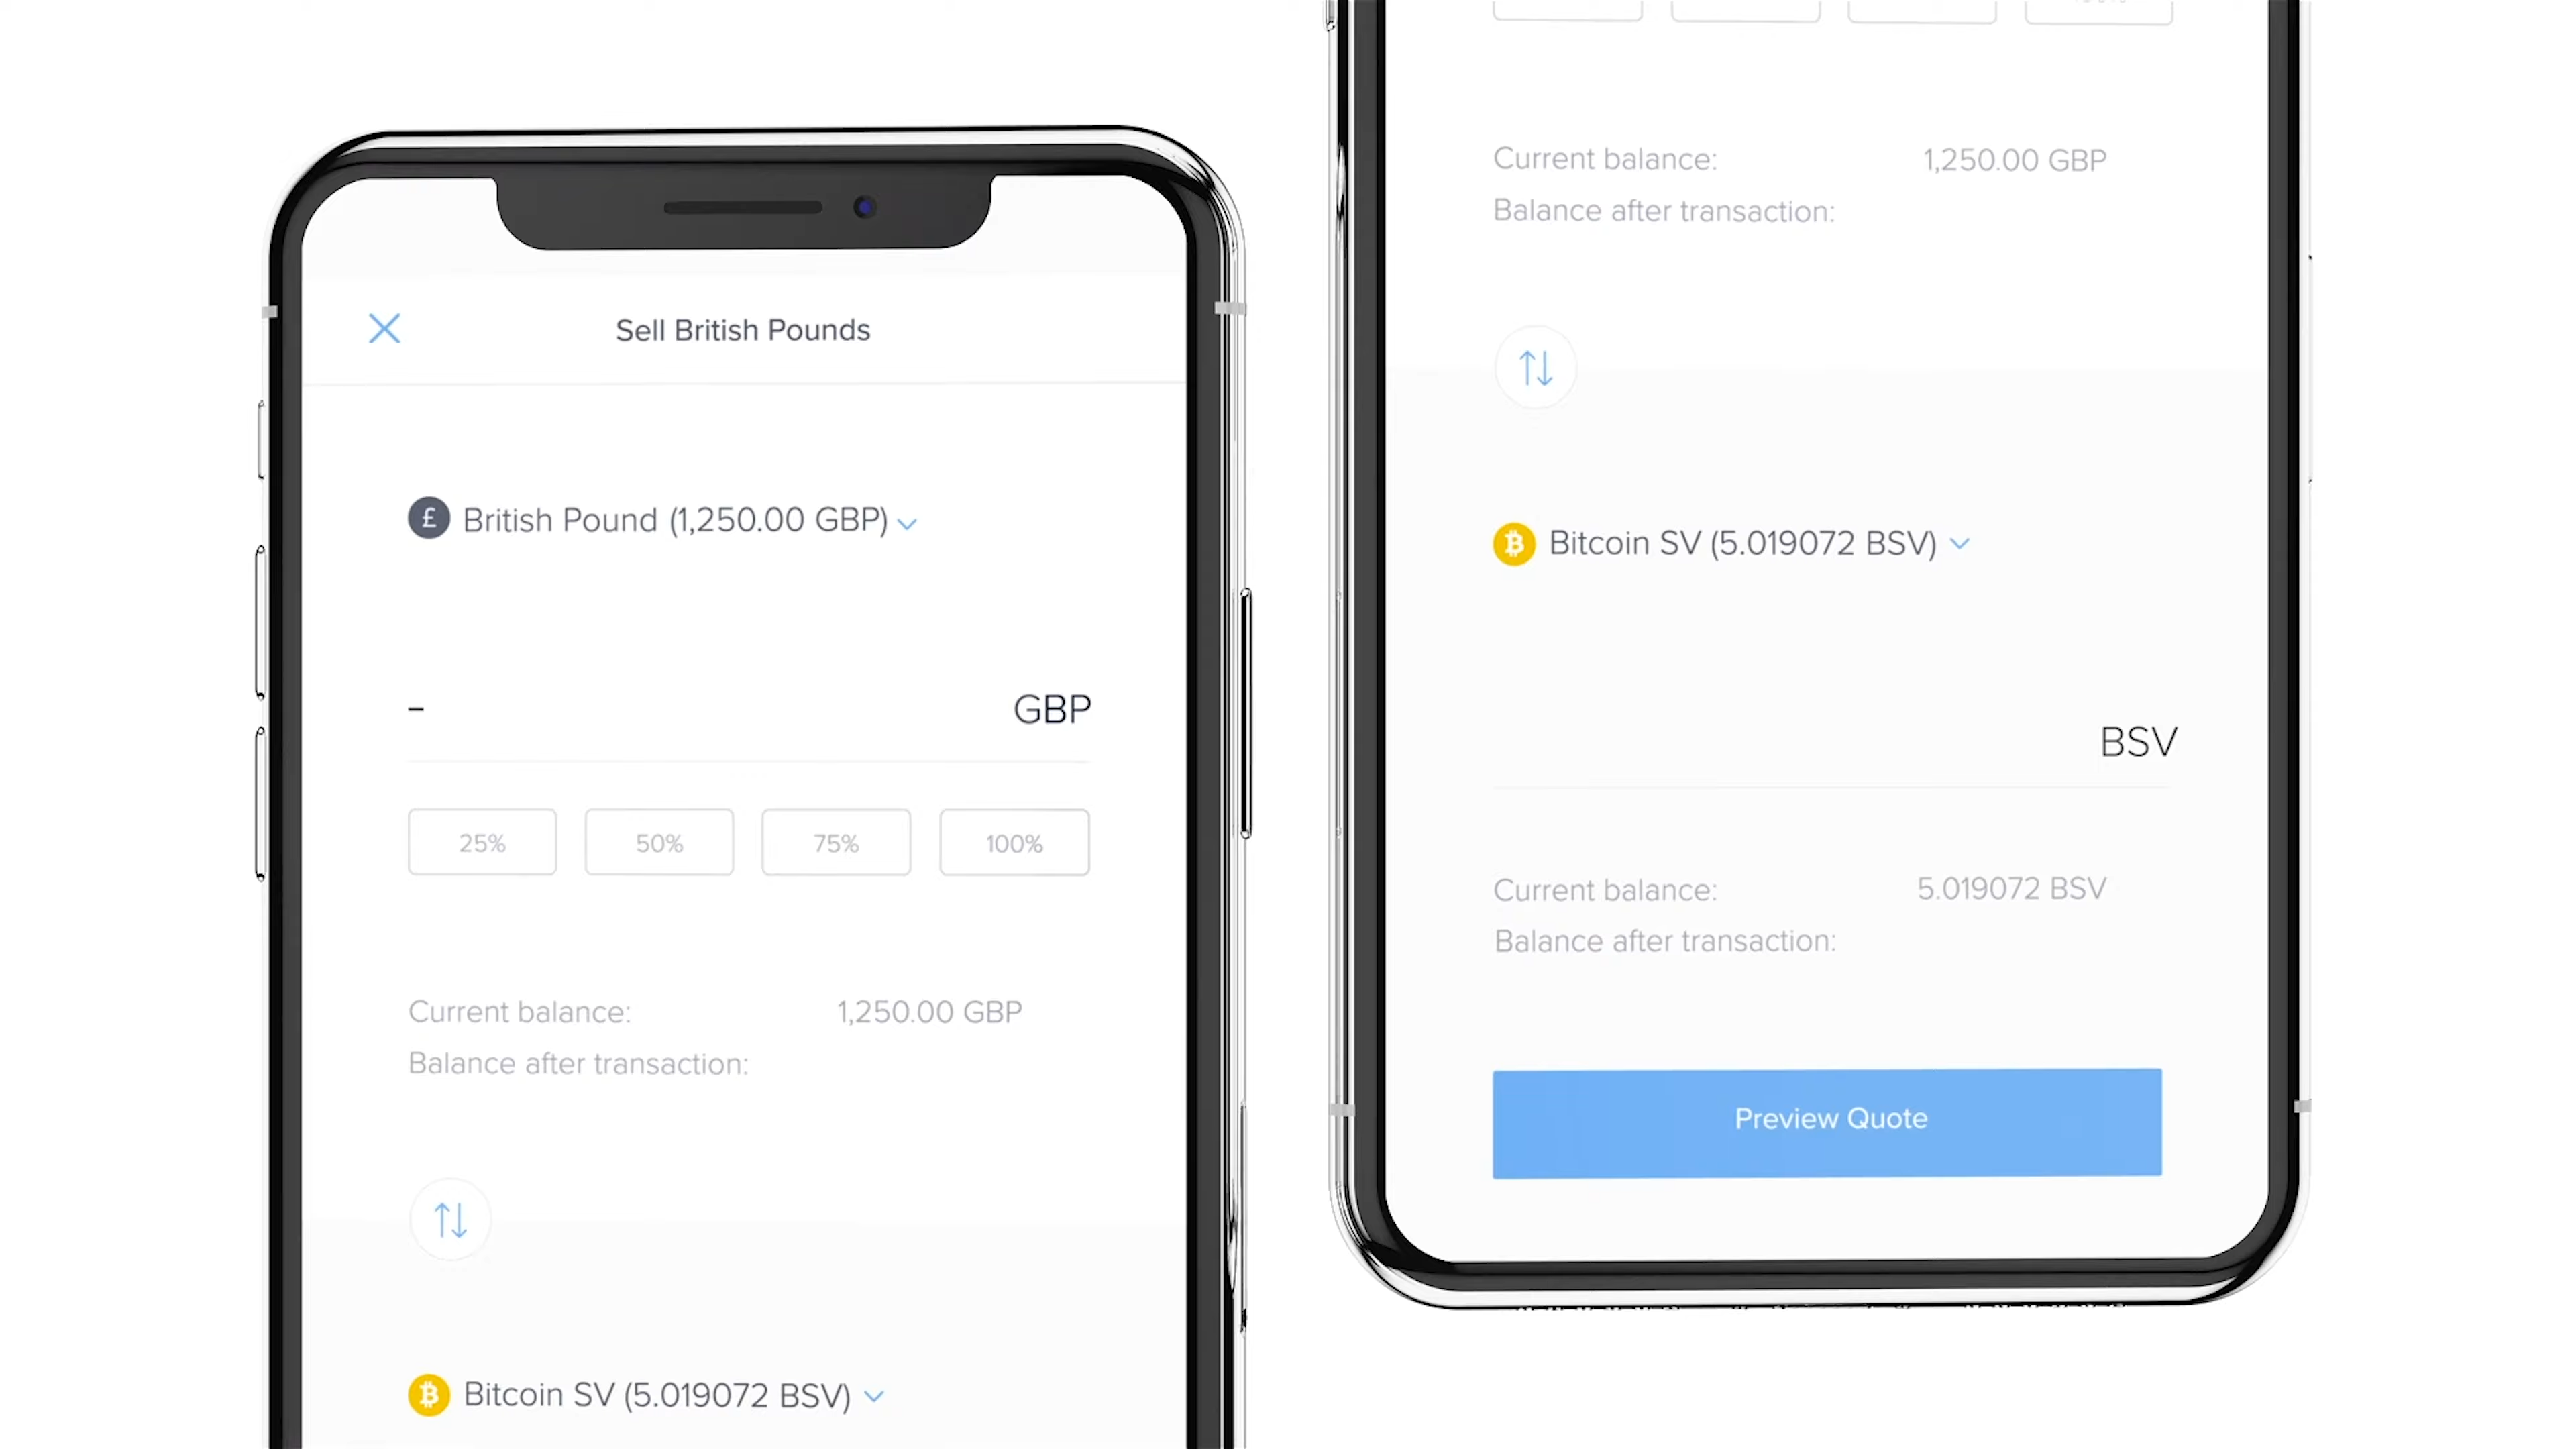 Sell British Pounds
£ British Pound (1,250.00 GBP)
– GBP
25% 50% 75% 100%
Current balance: 1,250.00 GBP
Balance after transaction:
Bitcoin SV (5.019072 BSV)
Current balance: 1,250.00 GBP
Balance after transaction:
Bitcoin SV (5.019072 BSV)
BSV
Current balance: 5.019072 BSV
Balance after transaction:
Preview Quote